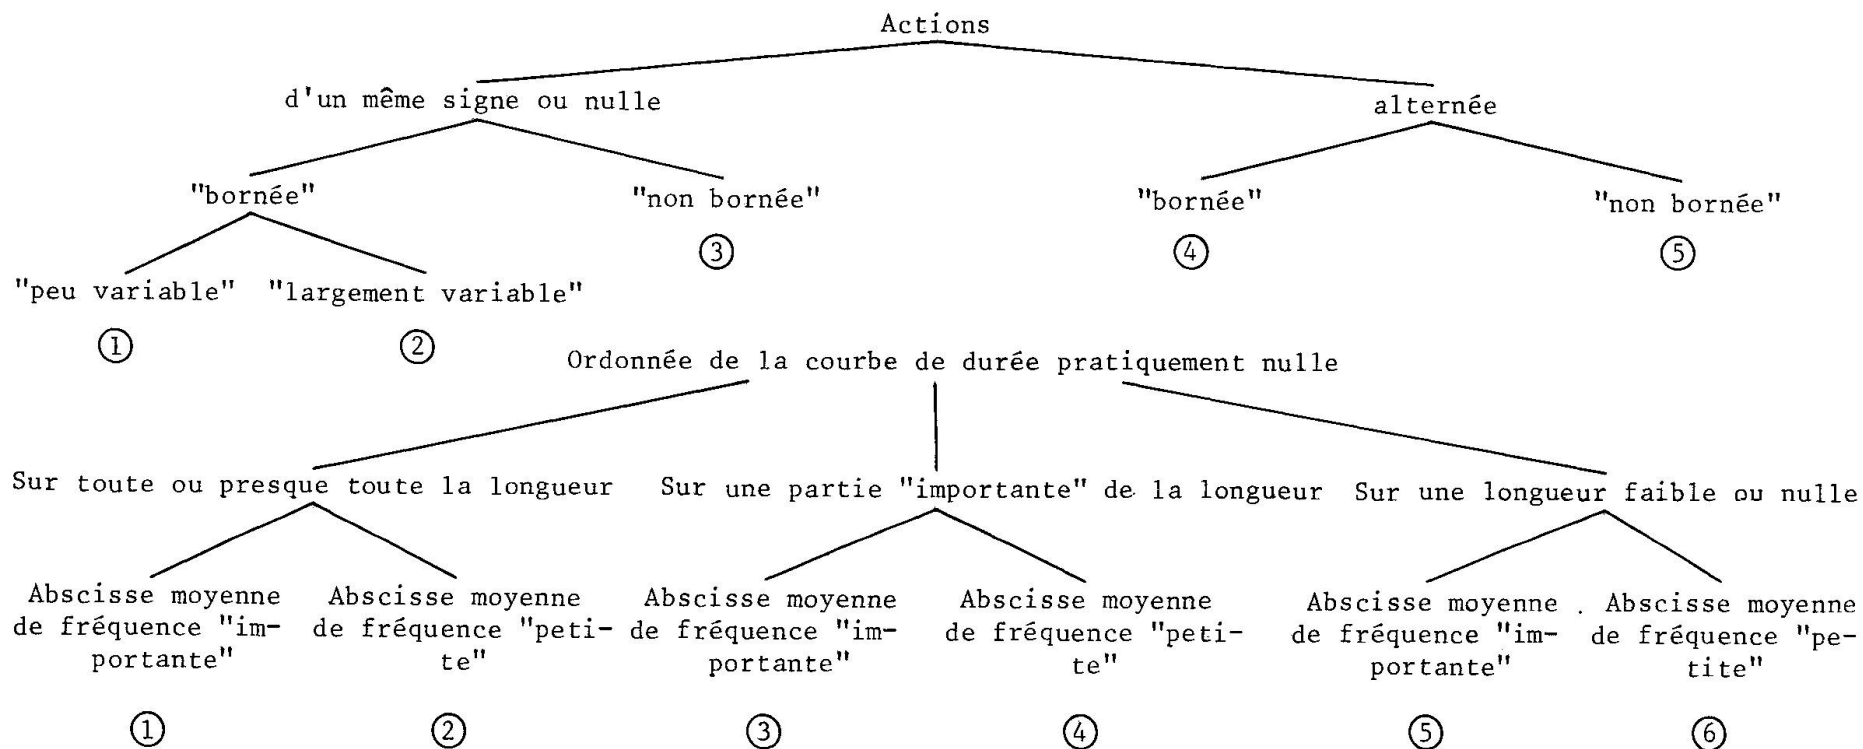 Actions
d'un même signe ou nulle
alternée
"bornée"
"non bornée"
"bornée"
"non bornée"
③
④
⑤
"peu variable"
"largement variable"
①
②
Ordonnée de la courbe de durée pratiquement nulle
Sur toute ou presque toute la longueur
Sur une partie "importante" de la longueur
Sur une longueur faible ou nulle
Abscisse moyenne
de fréquence "im-
portante"
Abscisse moyenne
de fréquence "peti-
te"
Abscisse moyenne
de fréquence "im-
portante"
Abscisse moyenne
de fréquence "peti-
te"
Abscisse moyenne
de fréquence "im-
portante"
Abscisse moyenne
de fréquence "pe-
tite"
①
②
③
④
⑤
⑥